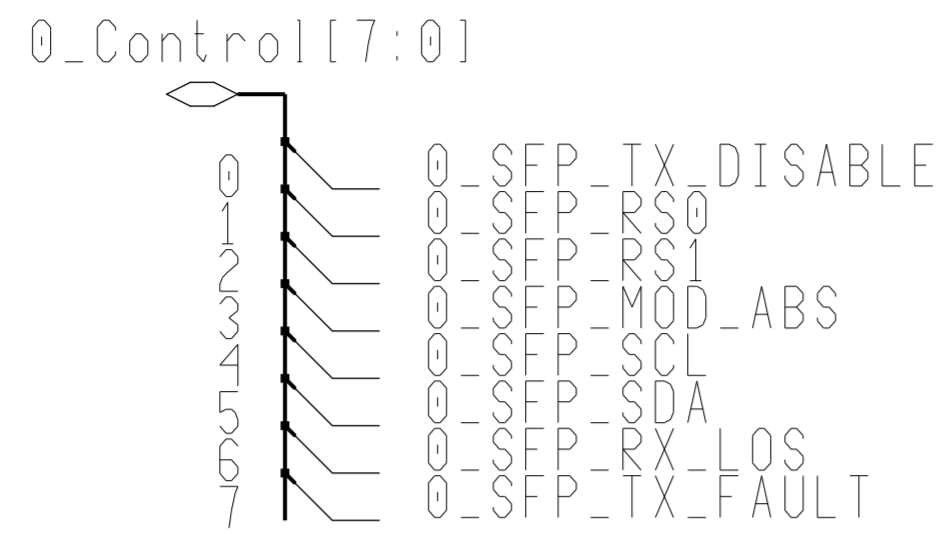 0_Control[7:0]
0 0_SFP_TX_DISABLE
1 0_SFP_RS0
2 0_SFP_RS1
3 0_SFP_MOD_ABS
4 0_SFP_SCL
5 0_SFP_SDA
6 0_SFP_RX_LOS
7 0_SFP_TX_FAULT